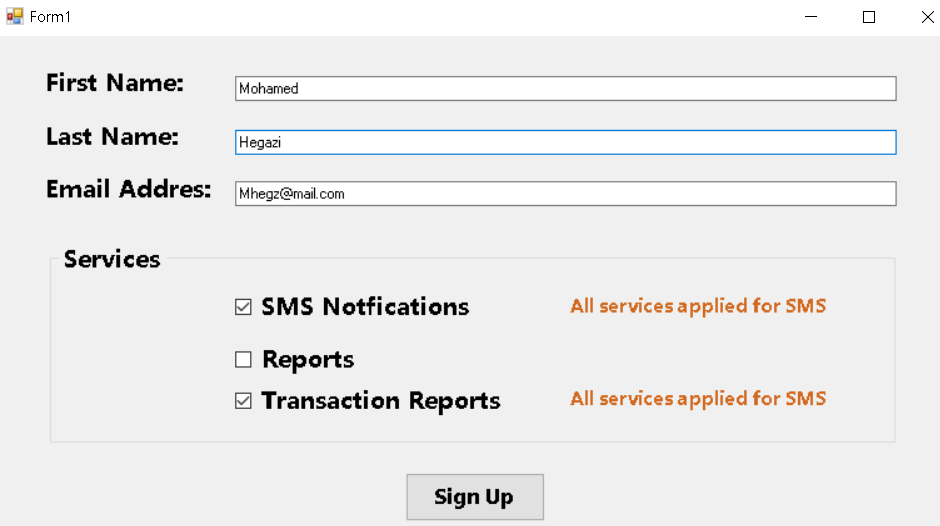 Form1
First Name: Mohamed
Last Name: Hegazi
Email Addres: Mhegz@mail.com
Services
SMS Notfications All services applied for SMS
Reports
Transaction Reports All services applied for SMS
Sign Up